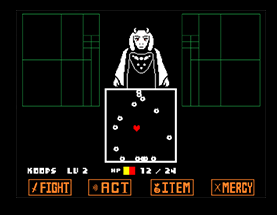 KOOPS LV 2 HP 12 / 24
FIGHT ACT ITEM MERCY